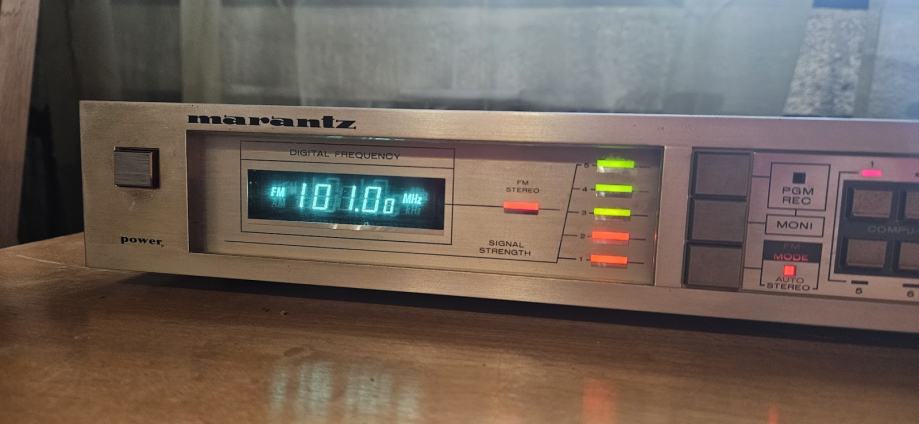 marantz
power
DIGITAL FREQUENCY
FM 101.00 MHz
FM
STEREO
SIGNAL
STRENGTH
5
4
3
2
1
PGM
REC
MONI
FM
MODE
AUTO
STEREO
1
COMPU
5
6